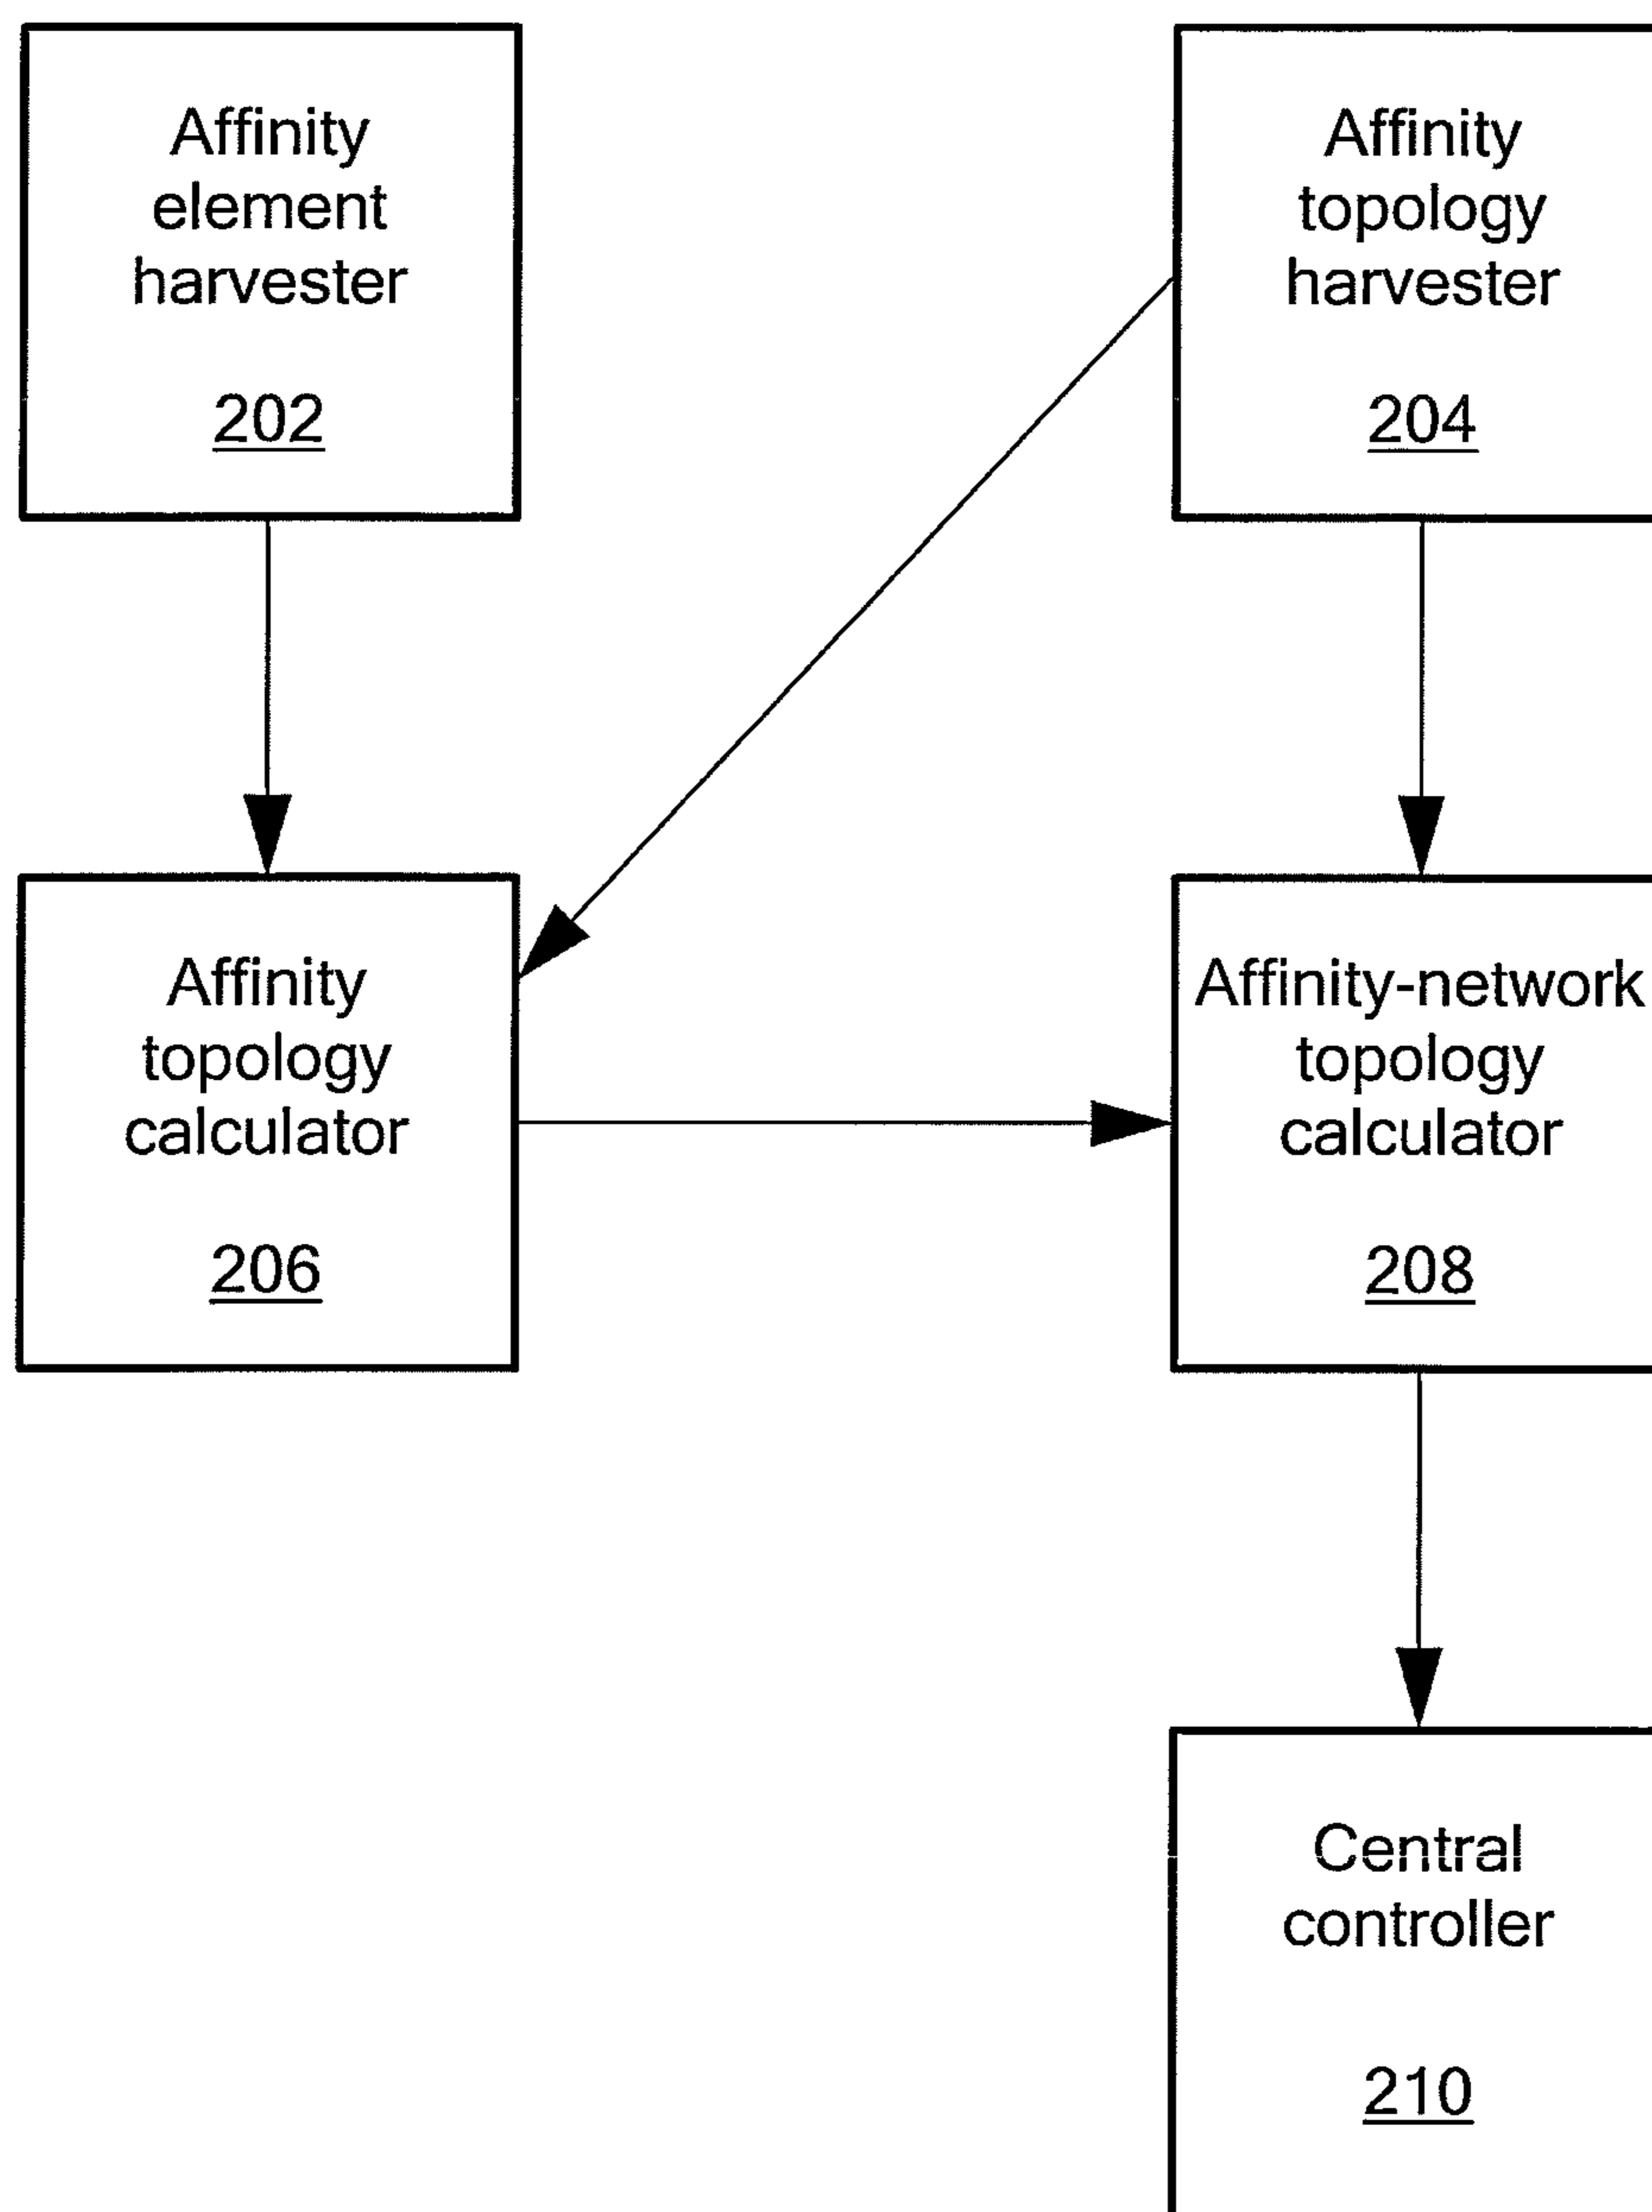 Affinity
element
harvester
202
Affinity
topology
harvester
204
Affinity
topology
calculator
206
Affinity-network
topology
calculator
208
Central
controller
210